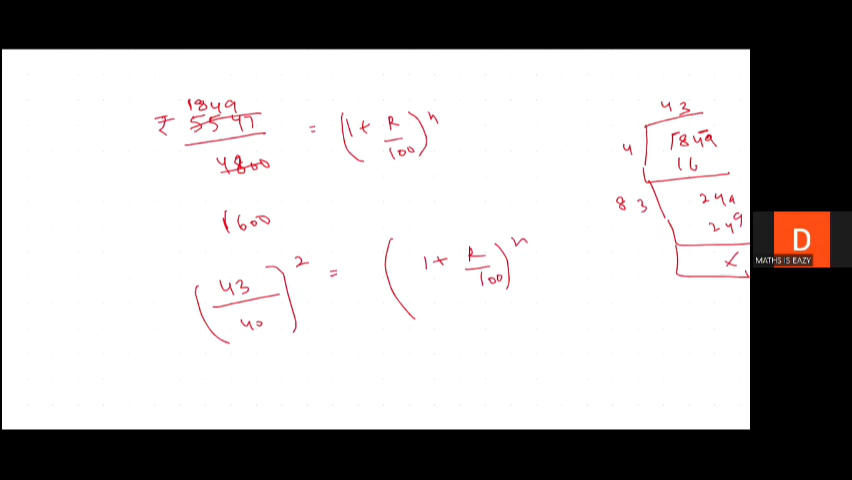 1849
₹ 5547 / 4800 = (1 + R/100)^n
1600
(43/40)^2 = (1 + R/100)^n
43
4 1849
16
83 249
249
x
D
MATHS IS EAZY